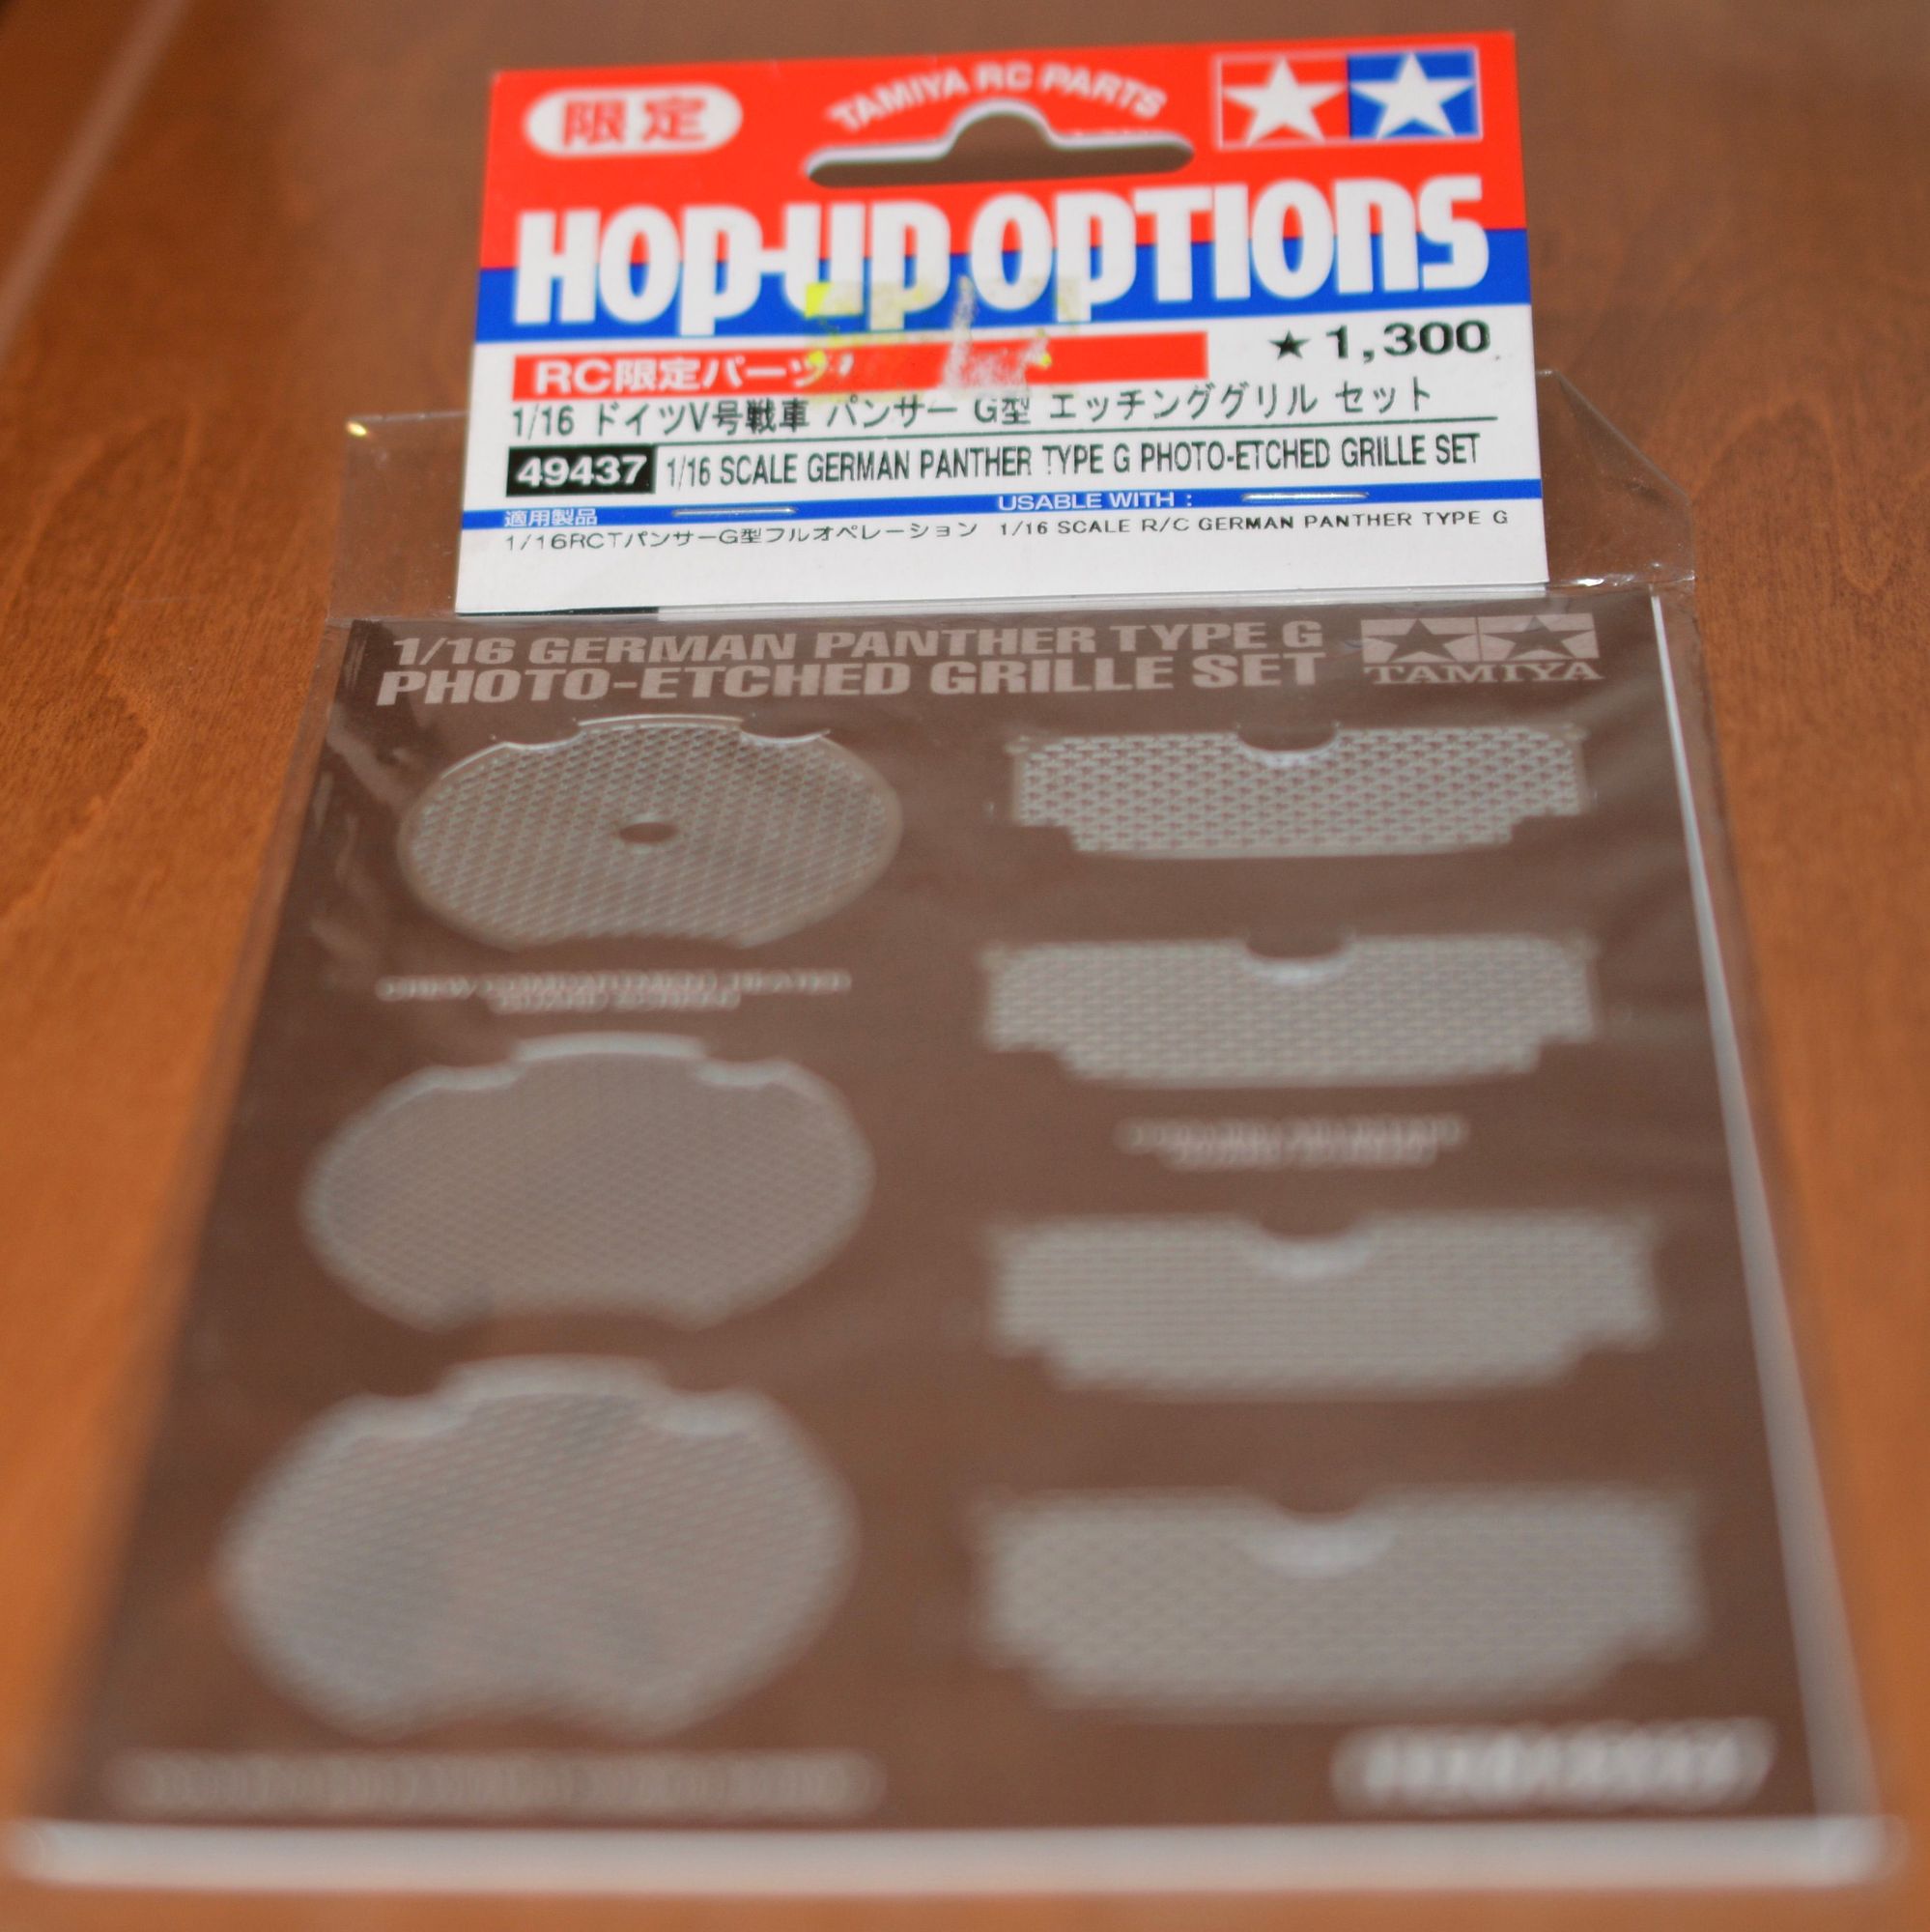 限定
TAMIYA RC PARTS
HOP-UP OPTIONS
RC限定パーツ
★1,300
1/16 ドイツV号戦車 パンサー G型 エッチンググリル セット
49437 1/16 SCALE GERMAN PANTHER TYPE G PHOTO-ETCHED GRILLE SET
適用製品 USABLE WITH :
1/16RCTパンサーG型フルオペレーション 1/16 SCALE R/C GERMAN PANTHER TYPE G
1/16 GERMAN PANTHER TYPE G
PHOTO-ETCHED GRILLE SET
TAMIYA